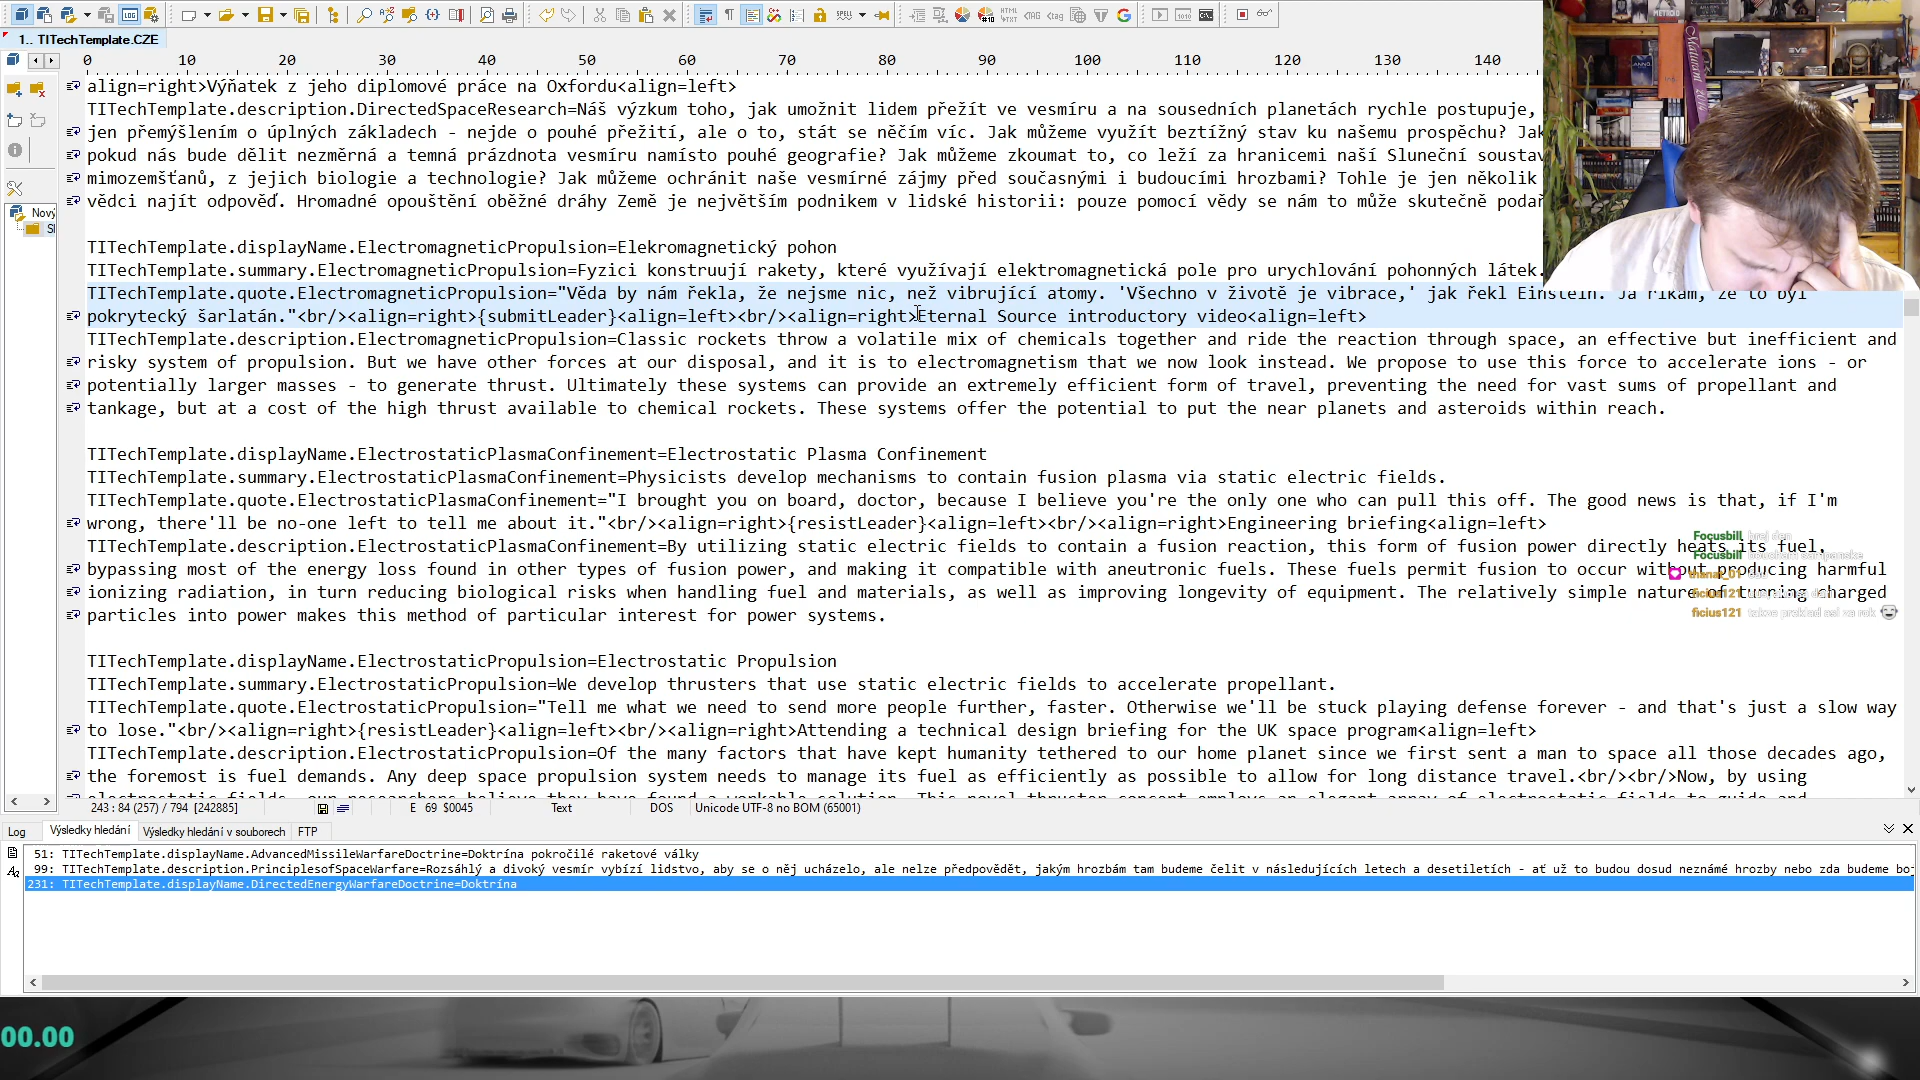 1.. TITechTemplate.CZE
0 10 20 30 40 50 60 70 80 90 100 110 120 130 140
align=right>Výňatek z jeho diplomové práce na Oxfordu<align=left>
TITechTemplate.description.DirectedSpaceResearch=Náš výzkum toho, jak umožnit lidem přežít ve vesmíru a na sousedních planetách rychle postupuje,
jen přemýšlením o úplných základech - nejde o pouhé přežití, ale o to, stát se něčím víc. Jak můžeme využít beztížný stav ku našemu prospěchu?
pokud nás bude dělit nezměrná a temná prázdnota vesmíru namísto pouhé geografie? Jak můžeme zkoumat to, co leží za hranicemi naší Sluneční
mimozemšťanů, z jejich biologie a technologie? Jak můžeme ochránit naše vesmírné zájmy před současnými i budoucími hrozbami? Tohle je jen několik
vědci najít odpověď. Hromadné opouštění oběžné dráhy Země je největším podnikem v lidské historii: pouze pomocí vědy se nám to může skutečně
TITechTemplate.displayName.ElectromagneticPropulsion=Elekromagnetický pohon
TITechTemplate.summary.ElectromagneticPropulsion=Fyzici konstruují rakety, které využívají elektromagnetická pole pro urychlování pohonných látek.
TITechTemplate.quote.ElectromagneticPropulsion="Věda by nám řekla, že nejsme nic, než vibrující atomy. 'Všechno v životě je vibrace,' jak řekl Einstein. Já říkám, že to byl
pokrytecký šarlatán."<br/><align=right>{submitLeader}<align=left><br/><align=right>Eternal Source introductory video<align=left>
TITechTemplate.description.ElectromagneticPropulsion=Classic rockets throw a volatile mix of chemicals together and ride the reaction through space, an effective but inefficient and
risky system of propulsion. But we have other forces at our disposal, and it is to electromagnetism that we now look instead. We propose to use this force to accelerate ions - or
potentially larger masses - to generate thrust. Ultimately these systems can provide an extremely efficient form of travel, preventing the need for vast sums of propellant and
tankage, but at a cost of the high thrust available to chemical rockets. These systems offer the potential to put the near planets and asteroids within reach.
TITechTemplate.displayName.ElectrostaticPlasmaConfinement=Electrostatic Plasma Confinement
TITechTemplate.summary.ElectrostaticPlasmaConfinement=Physicists develop mechanisms to contain fusion plasma via static electric fields.
TITechTemplate.quote.ElectrostaticPlasmaConfinement="I brought you on board, doctor, because I believe you're the only one who can pull this off. The good news is that, if I'm
wrong, there'll be no-one left to tell me about it."<br/><align=right>{resistLeader}<align=left><br/><align=right>Engineering briefing<align=left>
TITechTemplate.description.ElectrostaticPlasmaConfinement=By utilizing static electric fields to contain a fusion reaction, this form of fusion power directly heats its fuel,
bypassing most of the energy loss found in other types of fusion power, and making it compatible with aneutronic fuels. These fuels permit fusion to occur without producing harmful
ionizing radiation, in turn reducing biological risks when handling fuel and materials, as well as improving longevity of equipment. The relatively simple nature of turning charged
particles into power makes this method of particular interest for power systems.
TITechTemplate.displayName.ElectrostaticPropulsion=Electrostatic Propulsion
TITechTemplate.summary.ElectrostaticPropulsion=We develop thrusters that use static electric fields to accelerate propellant.
TITechTemplate.quote.ElectrostaticPropulsion="Tell me what we need to send more people further, faster. Otherwise we'll be stuck playing defense forever - and that's just a slow way
to lose."<br/><align=right>{resistLeader}<align=left><br/><align=right>Attending a technical design briefing for the UK space program<align=left>
TITechTemplate.description.ElectrostaticPropulsion=Of the many factors that have kept humanity tethered to our home planet since we first sent a man to space all those decades ago,
the foremost is fuel demands. Any deep space propulsion system needs to manage its fuel as efficiently as possible to allow for long distance travel.<br/><br/>Now, by using
Nový
Focusbill
Focusbill
thanar_01
ficius121
ficius121
243 : 84 (257) / 794 [242885] E 69 $0045 Text DOS Unicode UTF-8 no BOM (65001)
Log Výsledky hledání Výsledky hledání v souborech FTP
51: TITechTemplate.displayName.AdvancedMissileWarfareDoctrine=Doktrína pokročilé raketové války
99: TITechTemplate.description.PrinciplesofSpaceWarfare=Rozsáhlý a divoký vesmír vybízí lidstvo, aby se o něj ucházelo, ale nelze předpovědět, jakým hrozbám tam budeme čelit v následujících letech a desetiletích - ať už to budou dosud neznámé hrozby nebo zda budeme
231: TITechTemplate.displayName.DirectedEnergyWarfareDoctrine=Doktrína
00.00